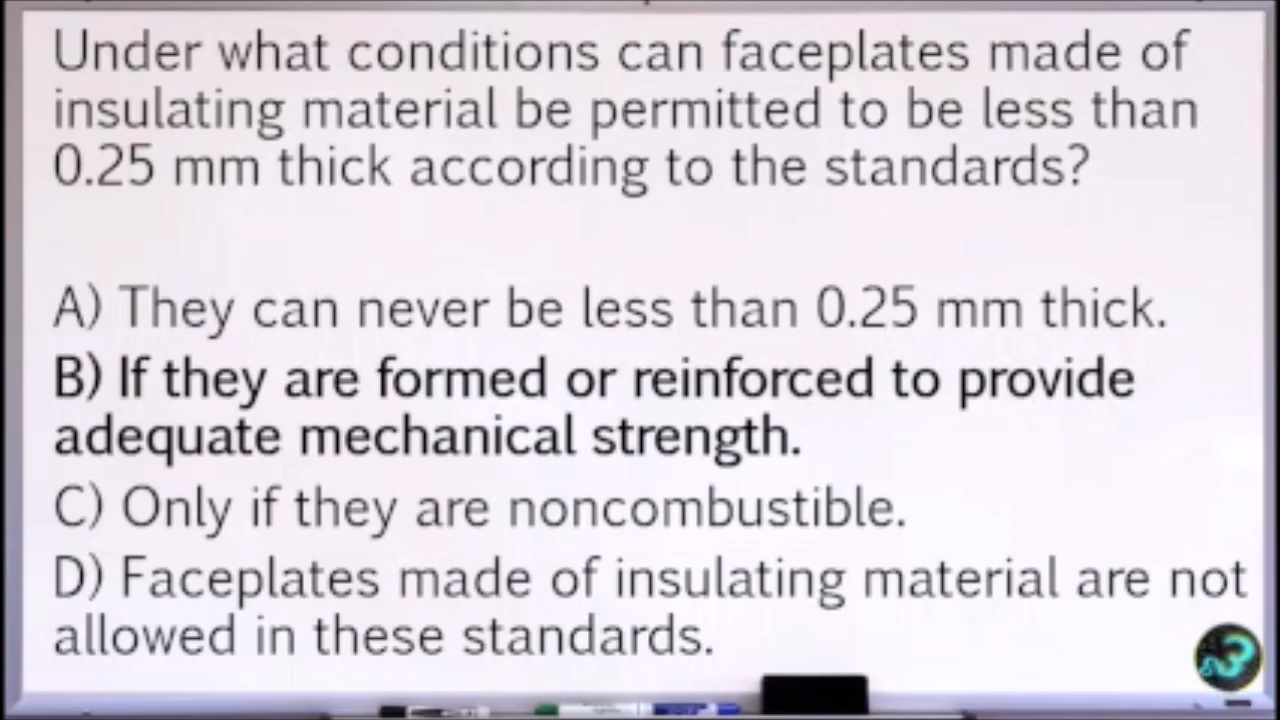 Under what conditions can faceplates made of
insulating material be permitted to be less than
0.25 mm thick according to the standards?
A) They can never be less than 0.25 mm thick.
B) If they are formed or reinforced to provide
adequate mechanical strength.
C) Only if they are noncombustible.
D) Faceplates made of insulating material are not
allowed in these standards.